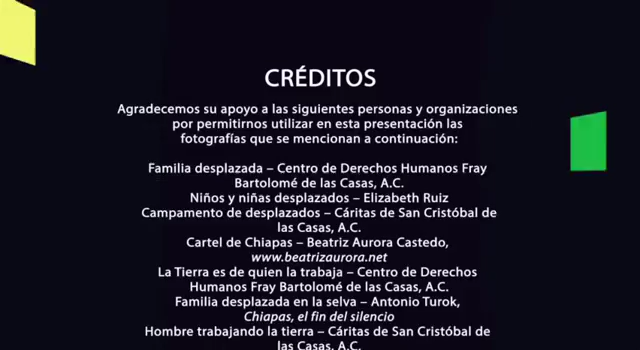 CRÉDITOS
Agradecemos su apoyo a las siguientes personas y organizaciones
por permitirnos utilizar en esta presentación las
fotografías que se mencionan a continuación:
Familia desplazada – Centro de Derechos Humanos Fray
Bartolomé de las Casas, A.C.
Niños y niñas desplazados – Elizabeth Ruiz
Campamento de desplazados – Cáritas de San Cristóbal de
las Casas, A.C.
Cartel de Chiapas – Beatriz Aurora Castedo,
www.beatrizaurora.net
La Tierra es de quien la trabaja – Centro de Derechos
Humanos Fray Bartolomé de las Casas, A.C.
Familia desplazada en la selva – Antonio Turok,
Chiapas, el fin del silencio
Hombre trabajando la tierra – Cáritas de San Cristóbal de
las Casas, A.C.